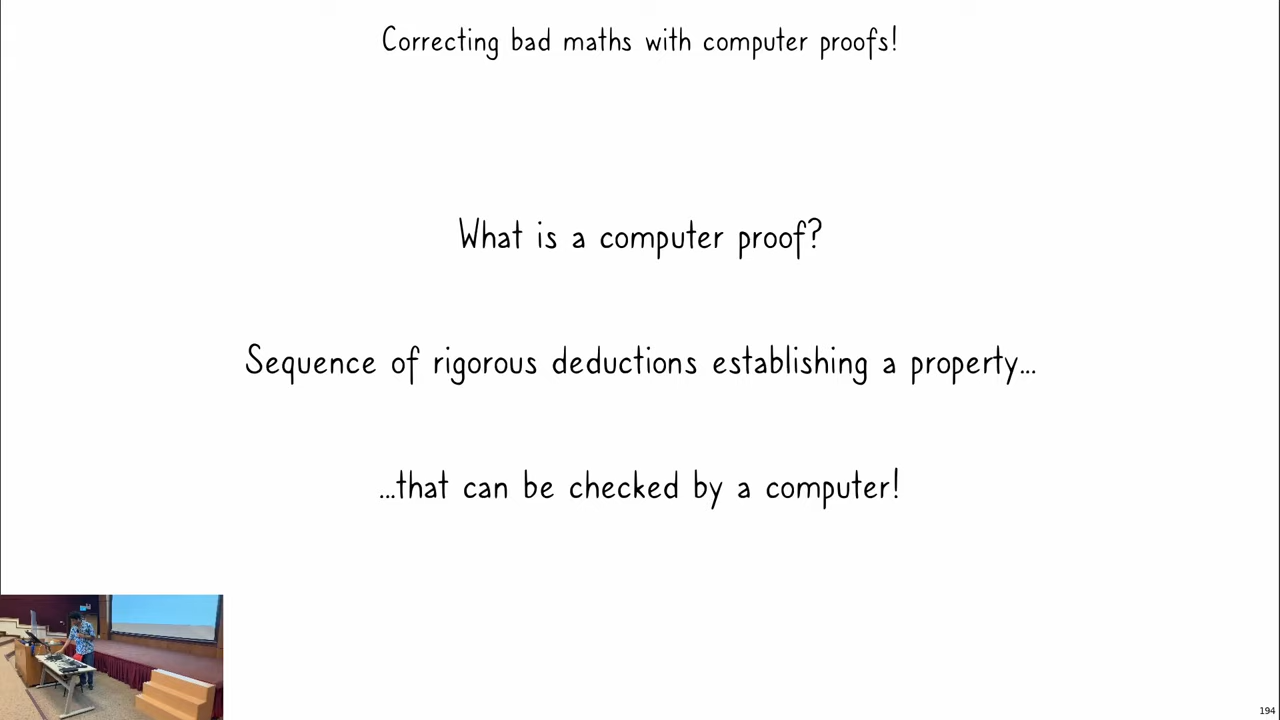 Correcting bad maths with computer proofs!
What is a computer proof?
Sequence of rigorous deductions establishing a property...
...that can be checked by a computer!
194